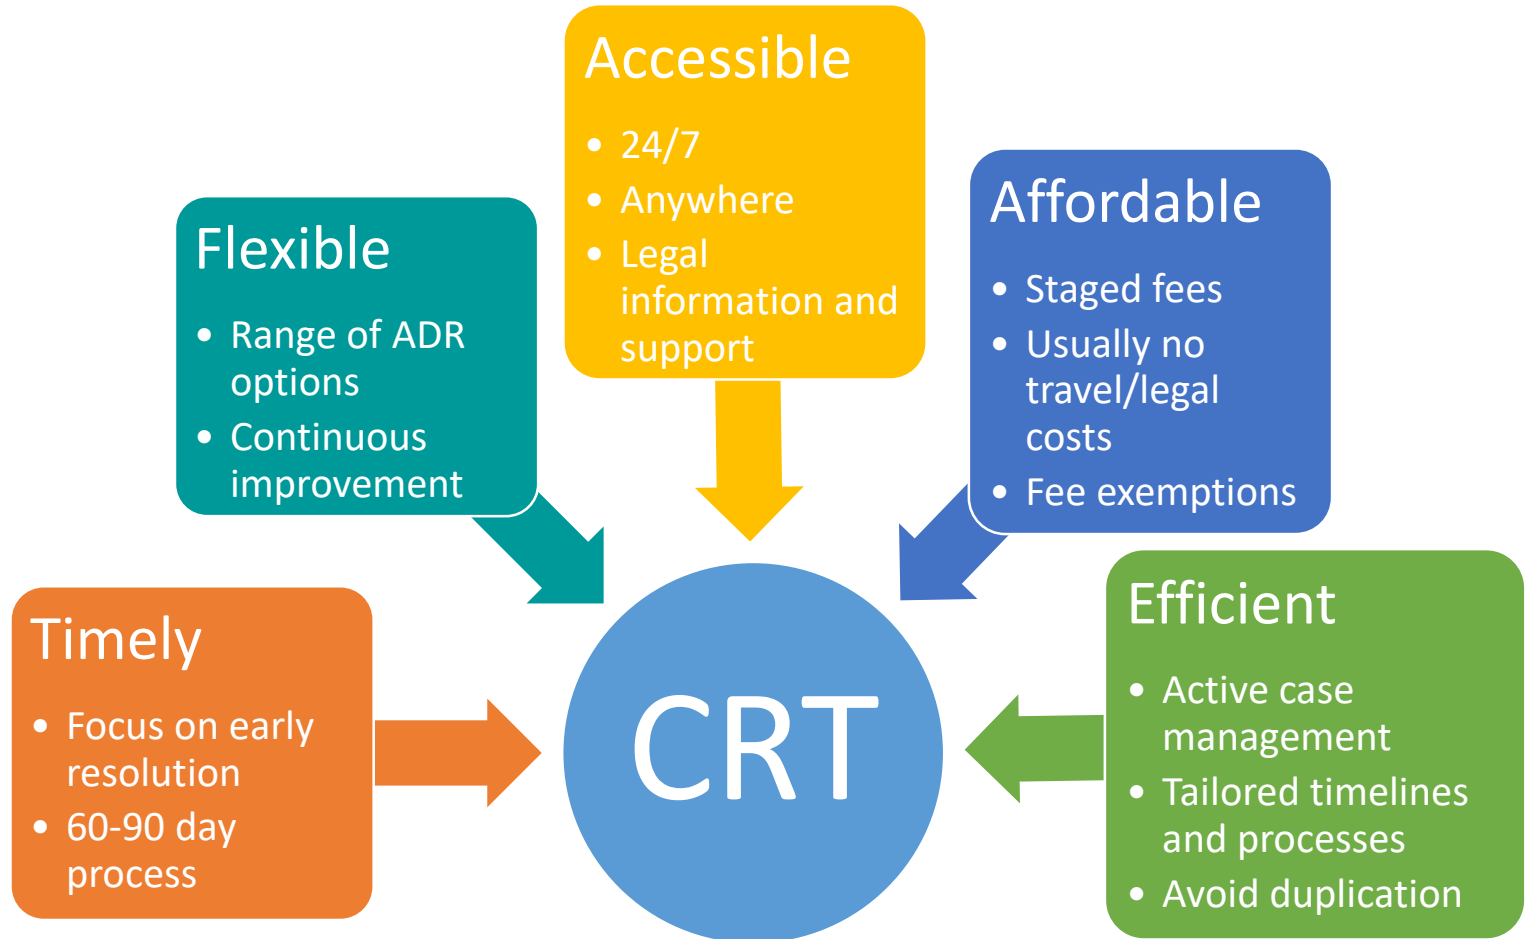 Timely
• Focus on early
resolution
• 60-90 day
process
Flexible
• Range of ADR
options
• Continuous
improvement
Accessible
• 24/7
• Anywhere
• Legal
information and
support
Affordable
• Staged fees
• Usually no
travel/legal
costs
• Fee exemptions
Efficient
• Active case
management
• Tailored timelines
and processes
• Avoid duplication
CRT